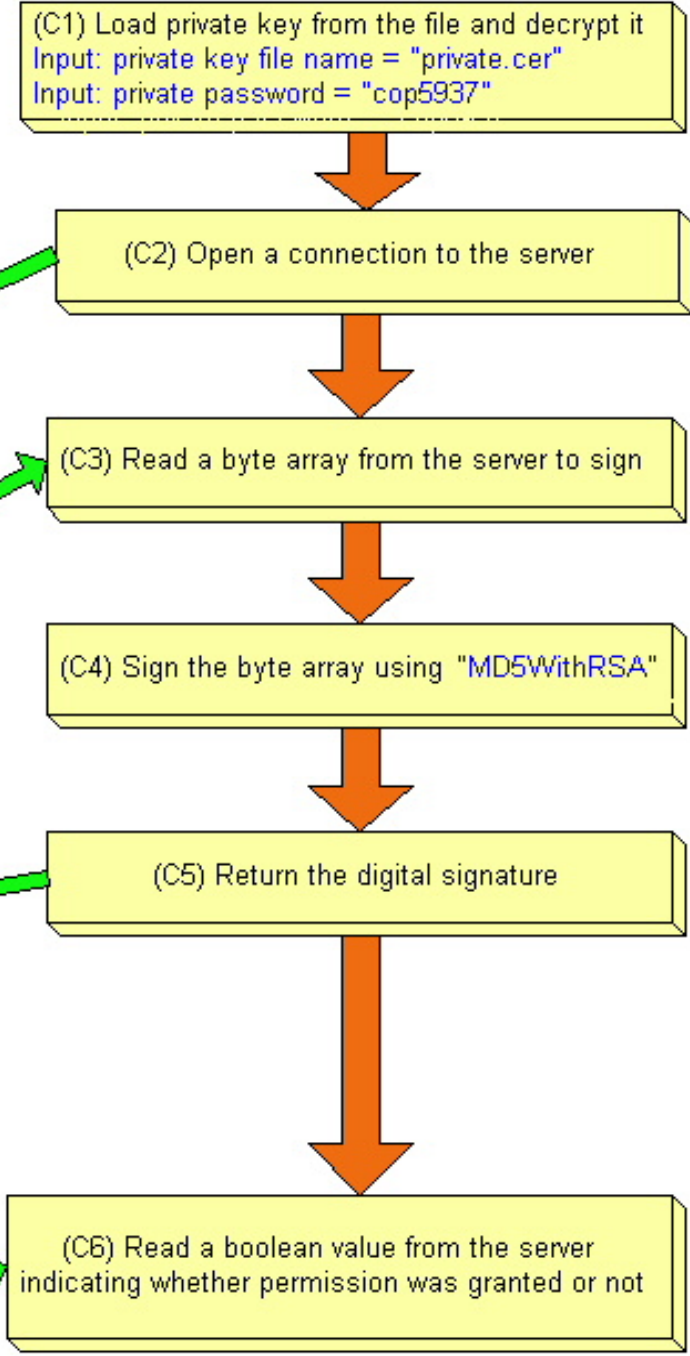 (C1) Load private key from the file and decrypt it
Input: private key file name = "private.cer"
Input: private password = "cop5937"
(C2) Open a connection to the server
(C3) Read a byte array from the server to sign
(C4) Sign the byte array using "MD5WithRSA"
(C5) Return the digital signature
(C6) Read a boolean value from the server
indicating whether permission was granted or not